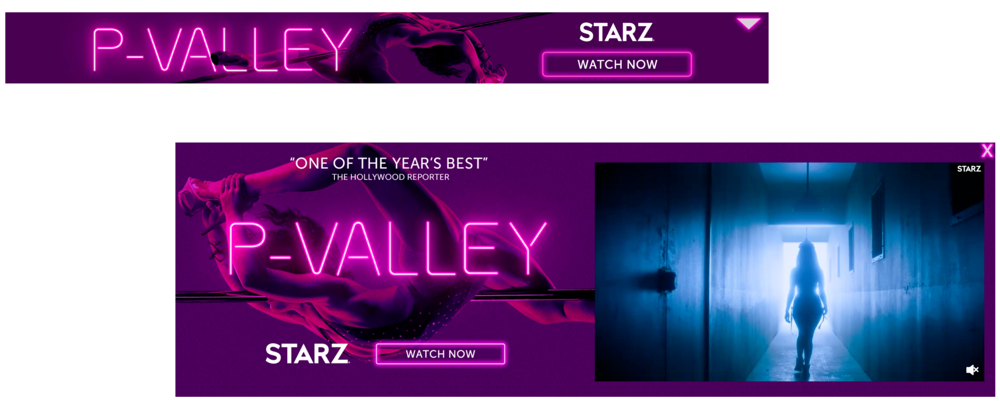 P-VALLEY
STARZ
WATCH NOW
X
“ONE OF THE YEAR’S BEST”
THE HOLLYWOOD REPORTER
STARZ
P-VALLEY
STARZ
WATCH NOW